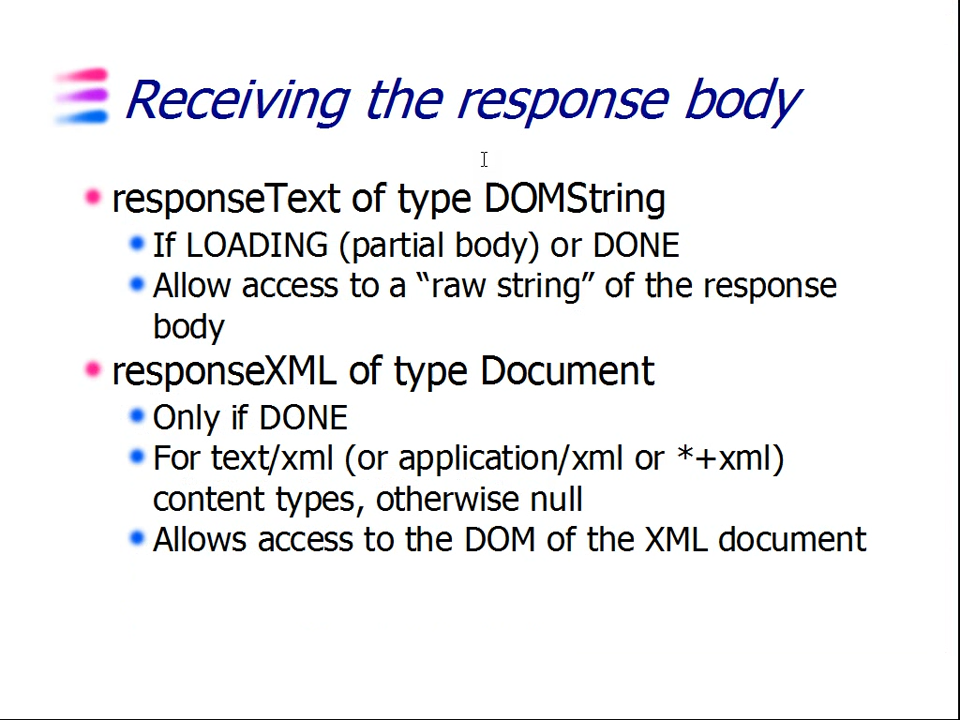 Receiving the response body
responseText of type DOMString
If LOADING (partial body) or DONE
Allow access to a “raw string” of the response
body
responseXML of type Document
Only if DONE
For text/xml (or application/xml or *+xml)
content types, otherwise null
Allows access to the DOM of the XML document